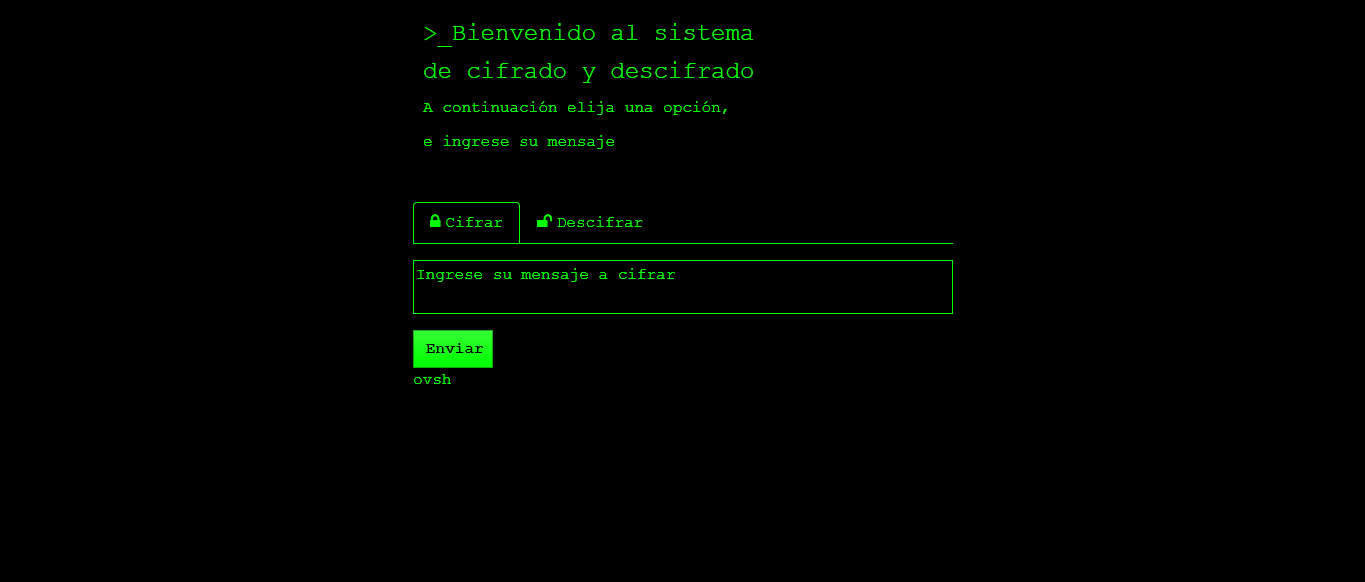 >_Bienvenido al sistema
de cifrado y descifrado
A continuación elija una opción,
e ingrese su mensaje
Cifrar Descifrar
Ingrese su mensaje a cifrar
Enviar
ovsh